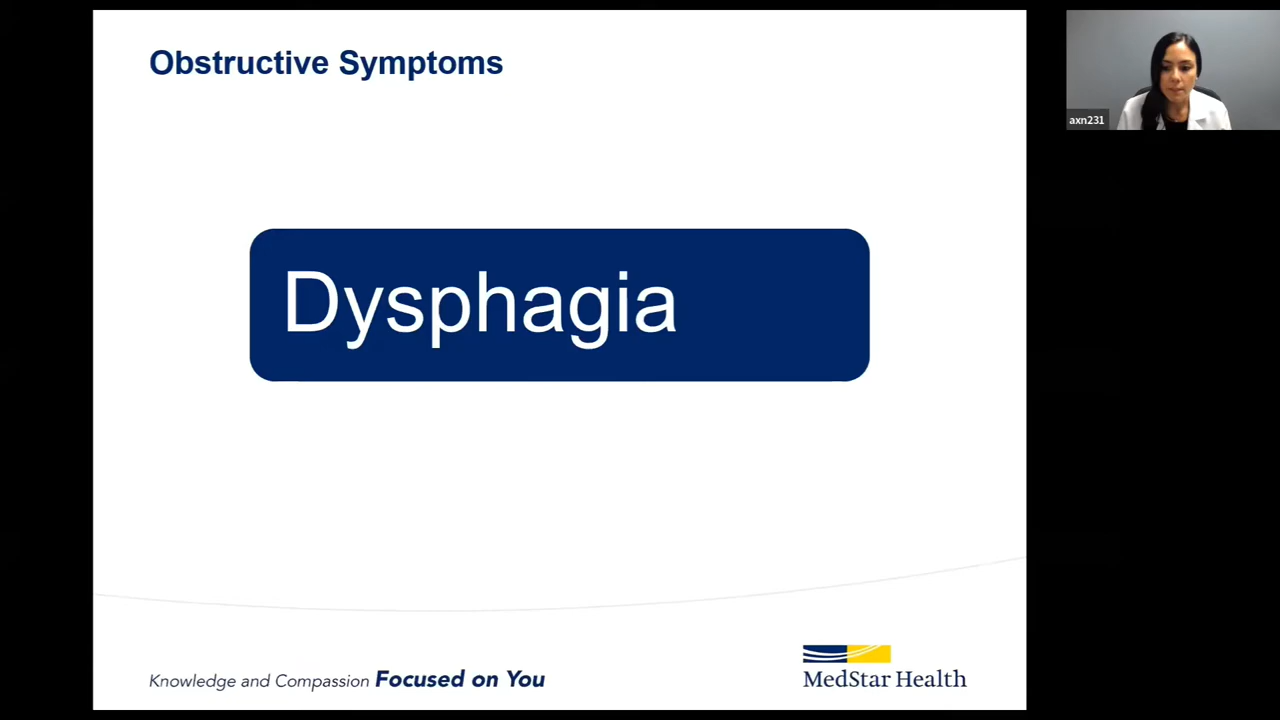 Obstructive Symptoms
axn231
Dysphagia
Knowledge and Compassion Focused on You
MedStar Health